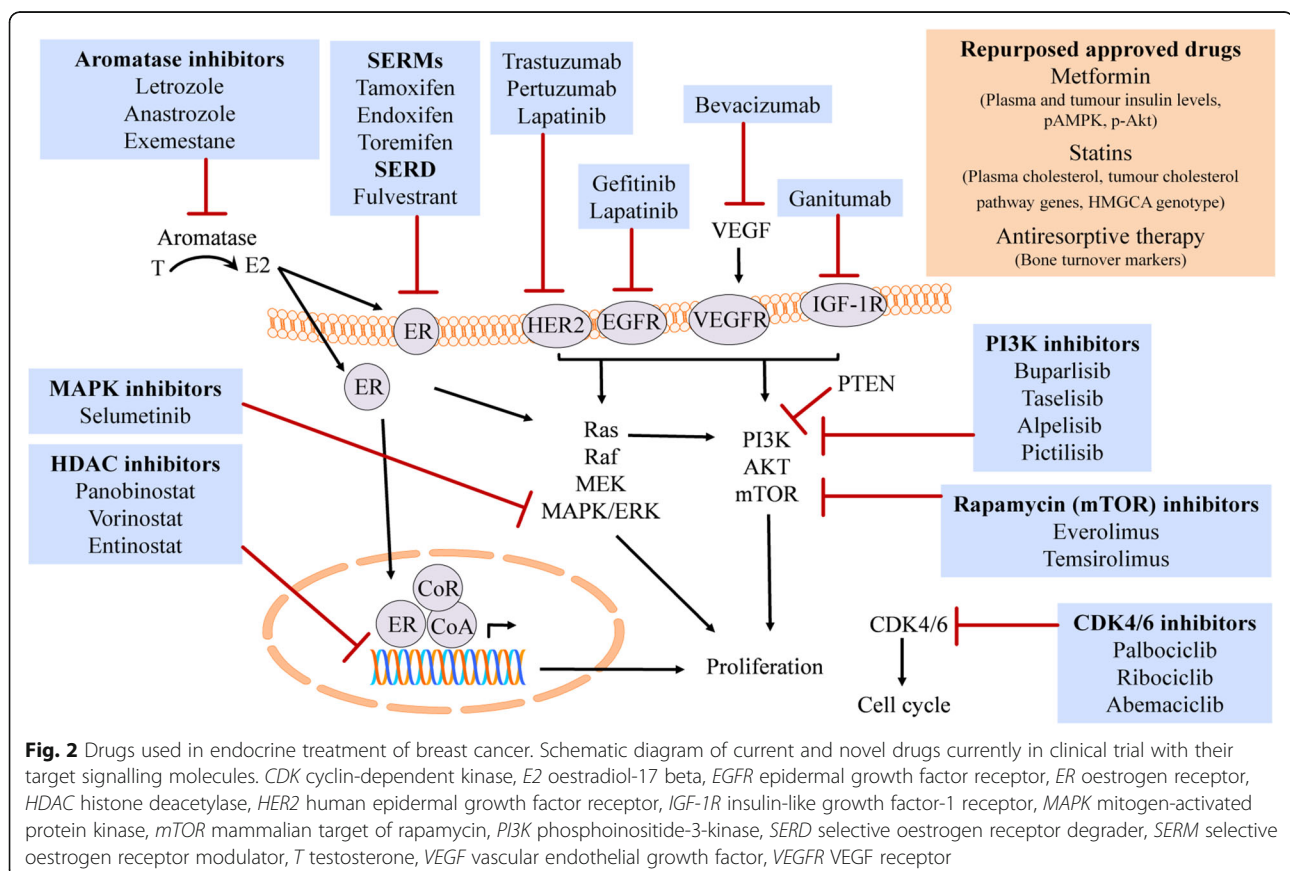 Aromatase inhibitors
Letrozole
Anastrozole
Exemestane
SERMs
Tamoxifen
Endoxifen
Toremifen
SERD
Fulvestrant
Trastuzumab
Pertuzumab
Lapatinib
Gefitinib
Lapatinib
Bevacizumab
Ganitumab
Repurposed approved drugs
Metformin
(Plasma and tumour insulin levels,
pAMPK, p-Akt)
Statins
(Plasma cholesterol, tumour cholesterol
pathway genes, HMGCA genotype)
Antiresorptive therapy
(Bone turnover markers)
Aromatase
T
E2
VEGF
ER
HER2
EGFR
VEGFR
IGF-1R
ER
MAPK inhibitors
Selumetinib
HDAC inhibitors
Panobinostat
Vorinostat
Entinostat
Ras
Raf
MEK
MAPK/ERK
PTEN
PI3K
AKT
mTOR
PI3K inhibitors
Buparlisib
Taselisib
Alpelisib
Pictilisib
Rapamycin (mTOR) inhibitors
Everolimus
Temsirolimus
CoR
ER
CoA
Proliferation
CDK4/6
Cell cycle
CDK4/6 inhibitors
Palbociclib
Ribociclib
Abemaciclib
Fig. 2 Drugs used in endocrine treatment of breast cancer. Schematic diagram of current and novel drugs currently in clinical trial with their
target signalling molecules. CDK cyclin-dependent kinase, E2 oestradiol-17 beta, EGFR epidermal growth factor receptor, ER oestrogen receptor,
HDAC histone deacetylase, HER2 human epidermal growth factor receptor, IGF-1R insulin-like growth factor-1 receptor, MAPK mitogen-activated
protein kinase, mTOR mammalian target of rapamycin, PI3K phosphoinositide-3-kinase, SERD selective oestrogen receptor degrader, SERM selective
oestrogen receptor modulator, T testosterone, VEGF vascular endothelial growth factor, VEGFR VEGF receptor